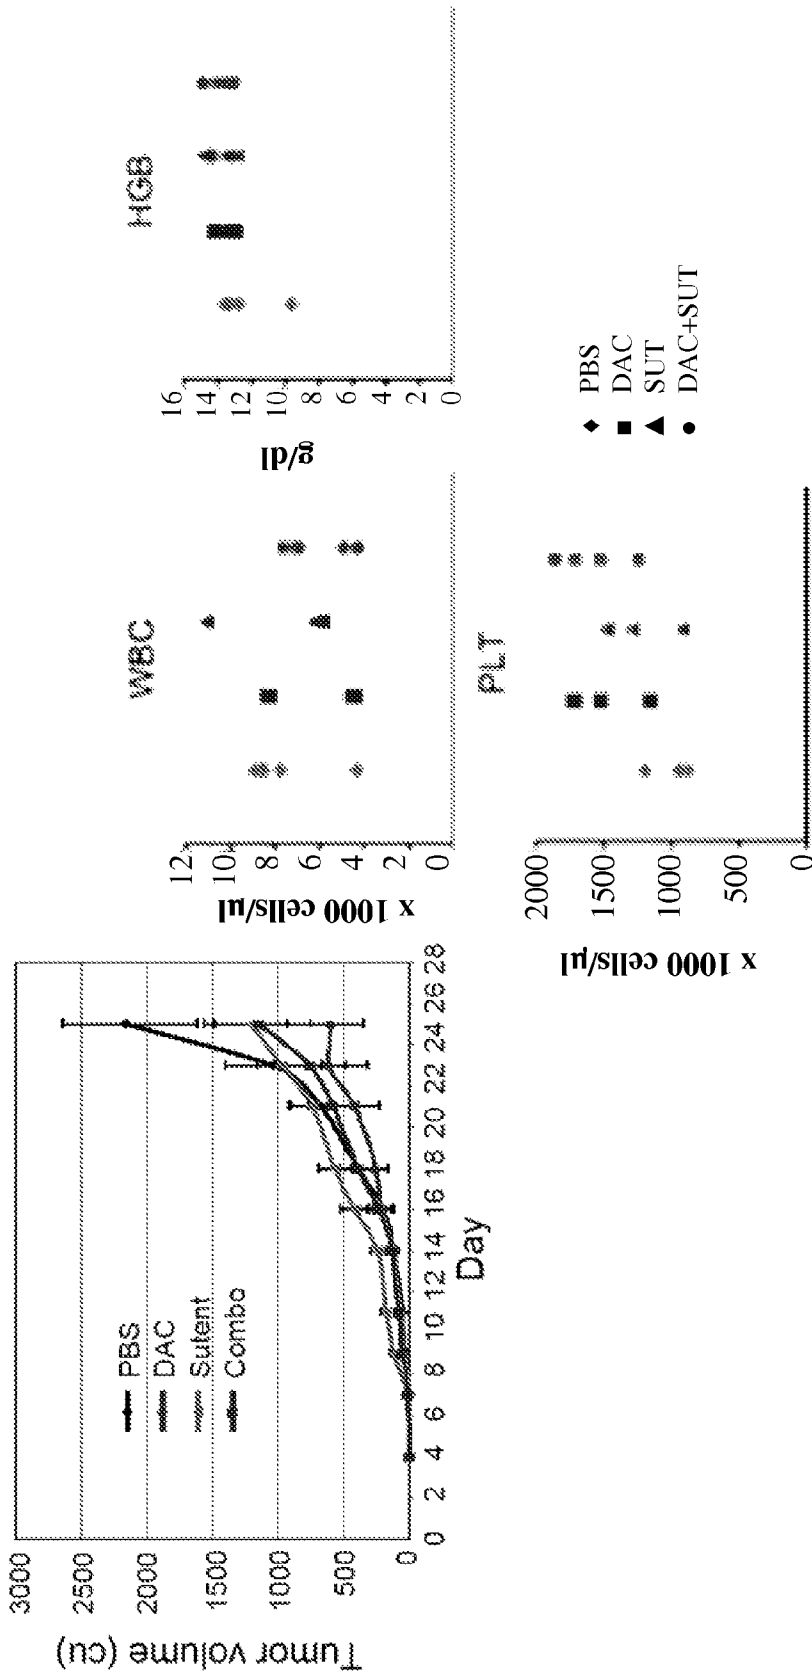 Tumor volume (cu)
3000
2500
2000
1500
1000
500
0
PBS
DAC
Sutent
Combo
0 2 4 6 8 10 12 14 16 18 20 22 24 26 28
Day
WBC
x 1000 cells/µl
12
10
8
6
4
2
0
HGB
g/dl
16
14
12
10
8
6
4
2
0
PLT
x 1000 cells/µl
2000
1500
1000
500
0
PBS
DAC
SUT
DAC+SUT